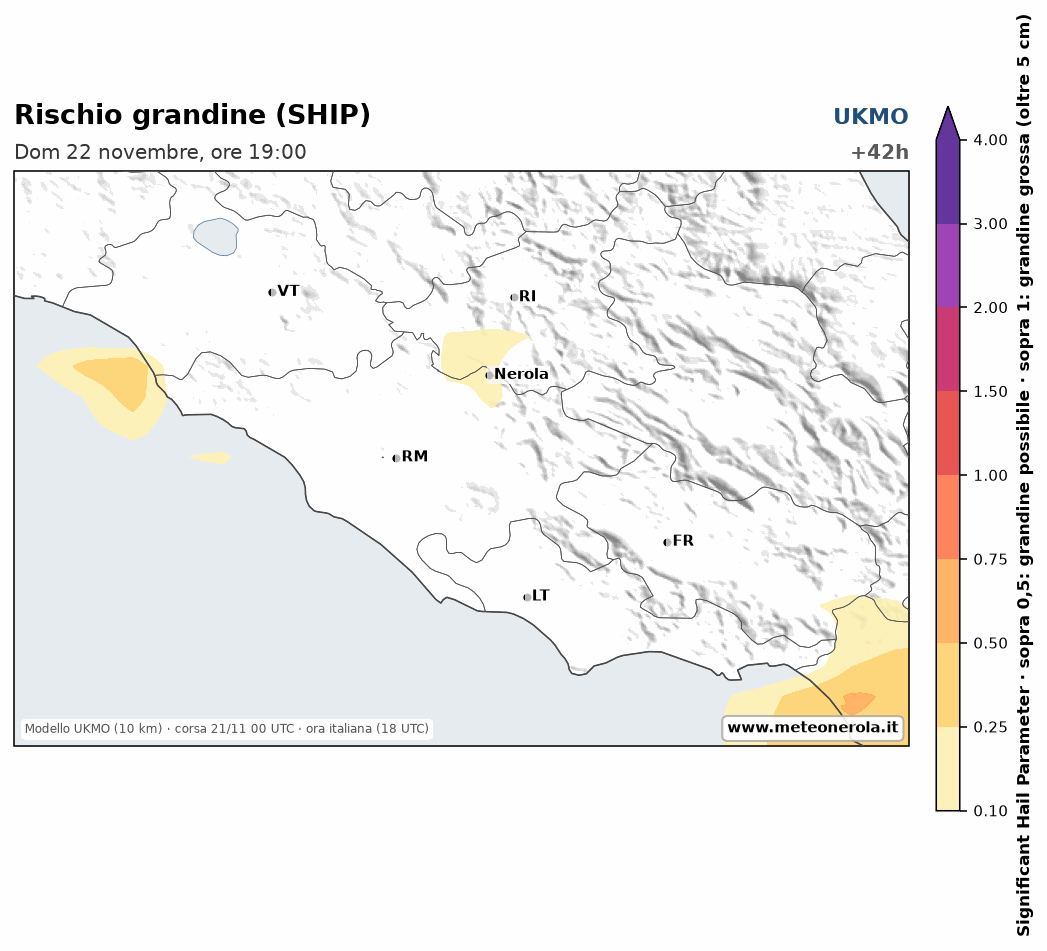 Rischio grandine (SHIP)
UKMO
Dom 22 novembre, ore 19:00
+42h
VT
RI
Nerola
RM
FR
LT
Modello UKMO (10 km) · corsa 21/11 00 UTC · ora italiana (18 UTC)
www.meteonerola.it
4.00
3.00
2.00
1.50
1.00
0.75
0.50
0.25
0.10
Significant Hail Parameter · sopra 0,5: grandine possibile · sopra 1: grandine grossa (oltre 5 cm)